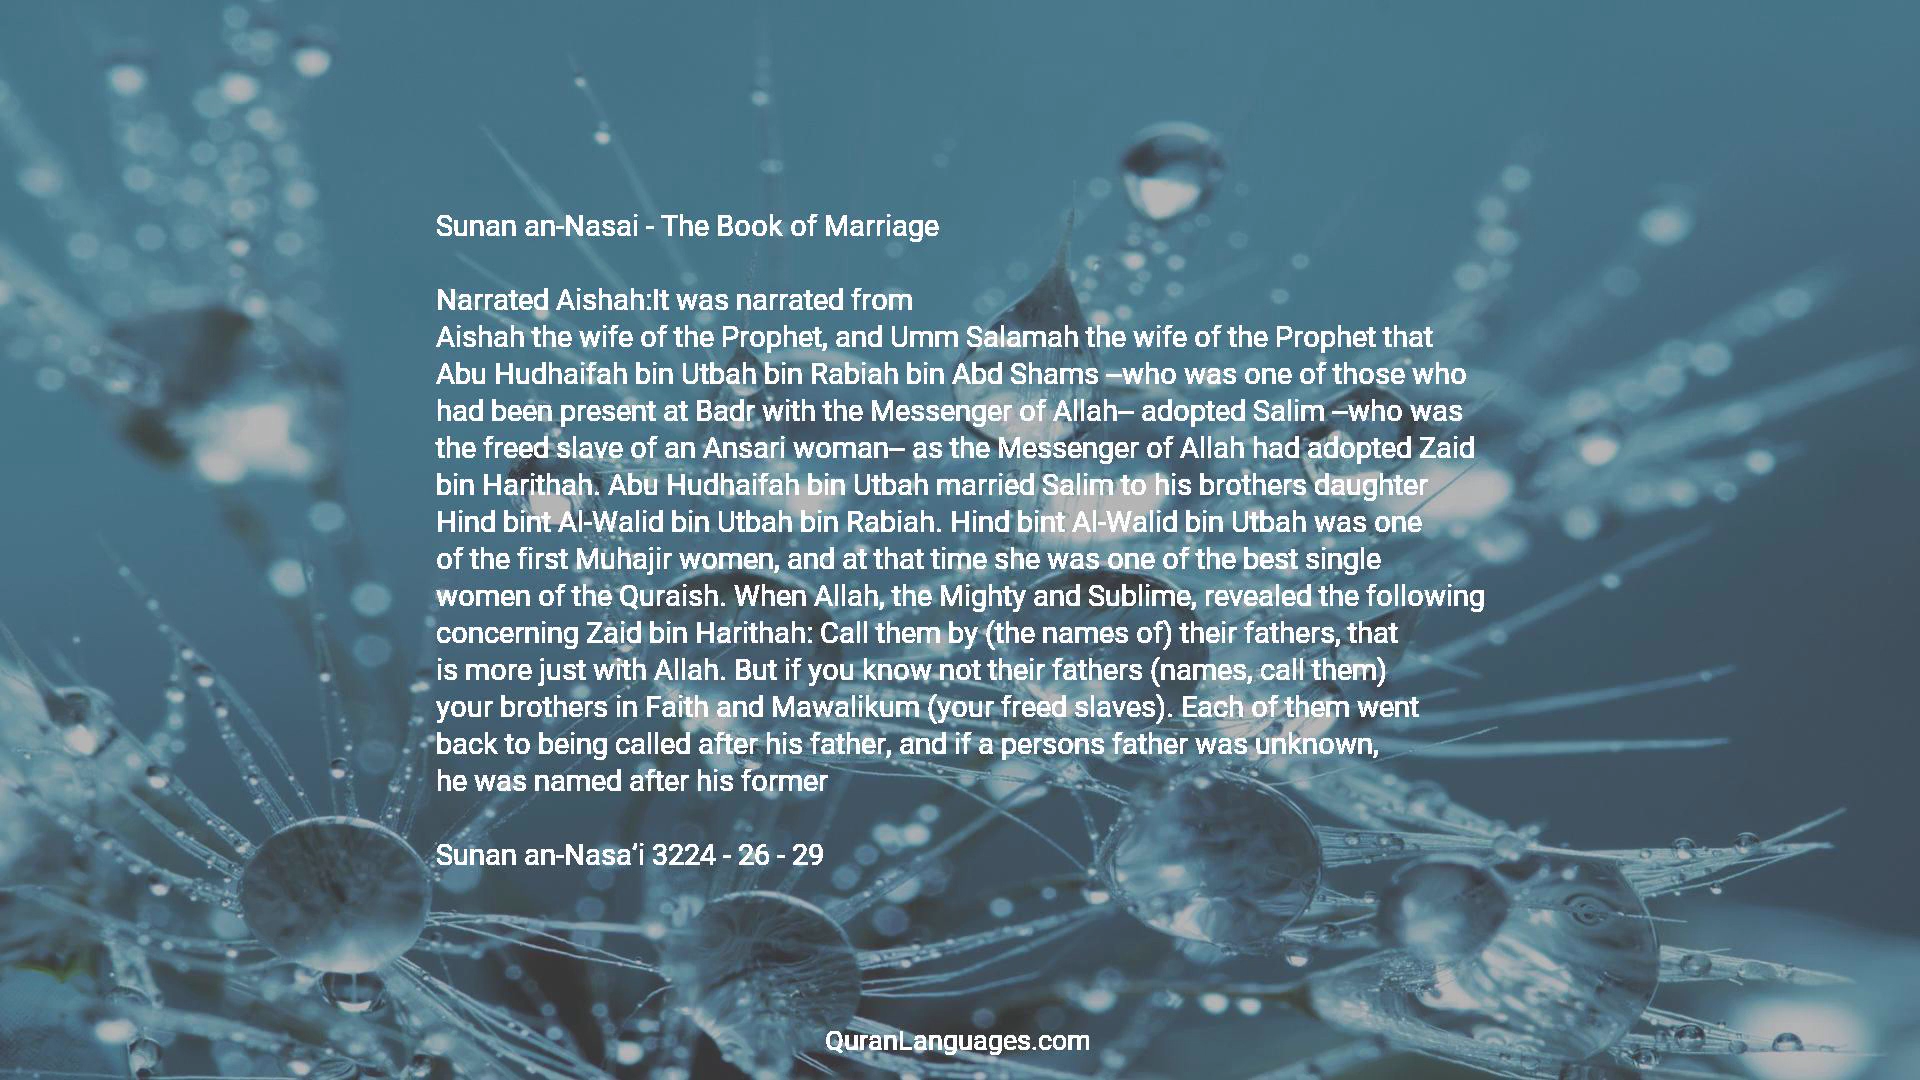 Sunan an-Nasai - The Book of Marriage
Narrated Aishah:It was narrated from
Aishah the wife of the Prophet, and Umm Salamah the wife of the Prophet that
Abu Hudhaifah bin Utbah bin Rabiah bin Abd Shams –who was one of those who
had been present at Badr with the Messenger of Allah– adopted Salim –who was
the freed slave of an Ansari woman– as the Messenger of Allah had adopted Zaid
bin Harithah. Abu Hudhaifah bin Utbah married Salim to his brothers daughter
Hind bint Al-Walid bin Utbah bin Rabiah. Hind bint Al-Walid bin Utbah was one
of the first Muhajir women, and at that time she was one of the best single
women of the Quraish. When Allah, the Mighty and Sublime, revealed the following
concerning Zaid bin Harithah: Call them by (the names of) their fathers, that
is more just with Allah. But if you know not their fathers (names, call them)
your brothers in Faith and Mawalikum (your freed slaves). Each of them went
back to being called after his father, and if a persons father was unknown,
he was named after his former
Sunan an-Nasa’i 3224 - 26 - 29
QuranLanguages.com